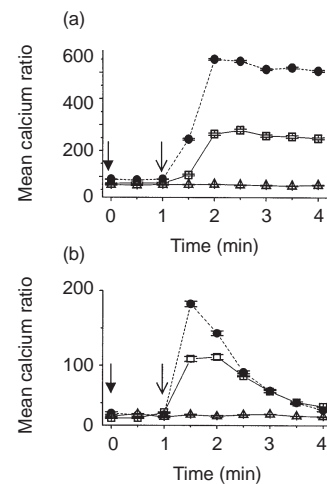 (a)
Mean calcium ratio
600
400
200
0
0 1 2 3 4
Time (min)
(b)
Mean calcium ratio
200
100
0
0 1 2 3 4
Time (min)